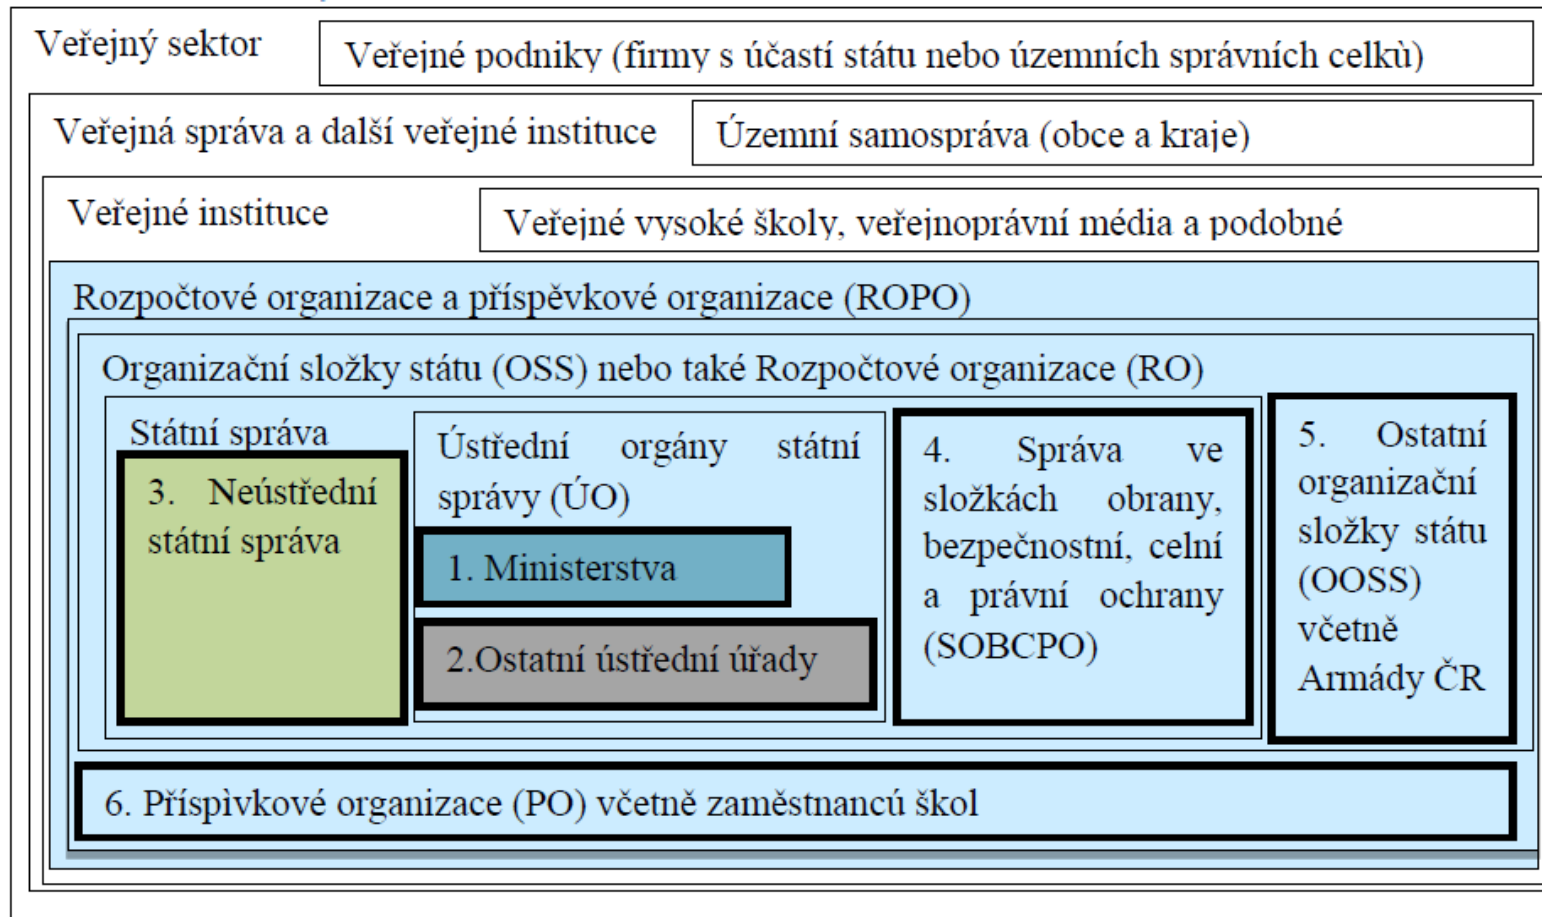 Veřejný sektor
Veřejné podniky (firmy s účastí státu nebo územních správních celkù)
Veřejná správa a další veřejné instituce
Územní samospráva (obce a kraje)
Veřejné instituce
Veřejné vysoké školy, veřejnoprávní média a podobné
Rozpočtové organizace a příspěvkové organizace (ROPO)
Organizační složky státu (OSS) nebo také Rozpočtové organizace (RO)
Státní správa
3. Neústřední
státní správa
Ústřední orgány státní
správy (ÚO)
1. Ministerstva
2.Ostatní ústřední úřady
4. Správa ve
složkách obrany,
bezpečnostní, celní
a právní ochrany
(SOBCPO)
5. Ostatní
organizační
složky státu
(OOSS)
včetně
Armády ČR
6. Příspìvkové organizace (PO) včetně zaměstnancú škol